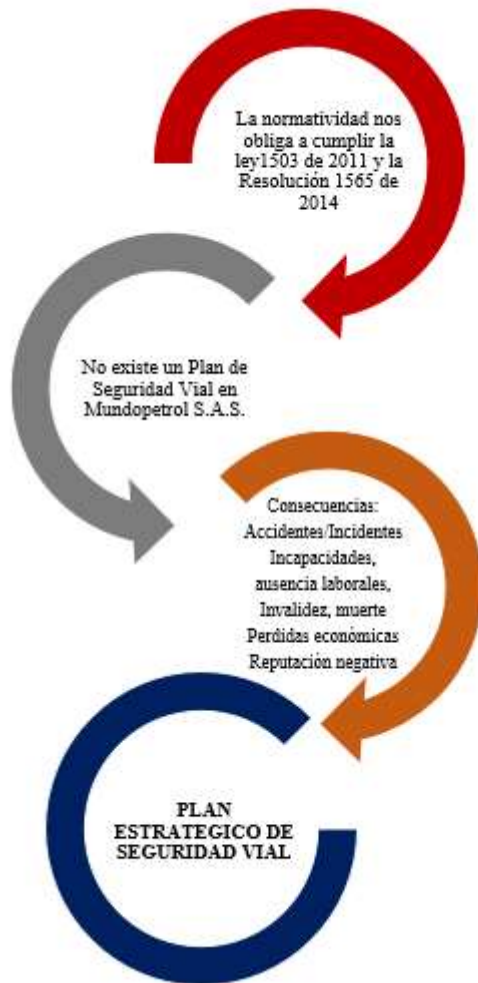 La normatividad nos
obliga a cumplir la
ley1503 de 2011 y la
Resolución 1565 de
2014
No existe un Plan de
Seguridad Vial en
Mundopetrol S.A.S.
Consecuencias:
Accidentes/Incidentes
Incapacidades,
ausencia laborales,
Invalidez, muerte
Perdidas económicas
Reputación negativa
PLAN
ESTRATEGICO DE
SEGURIDAD VIAL